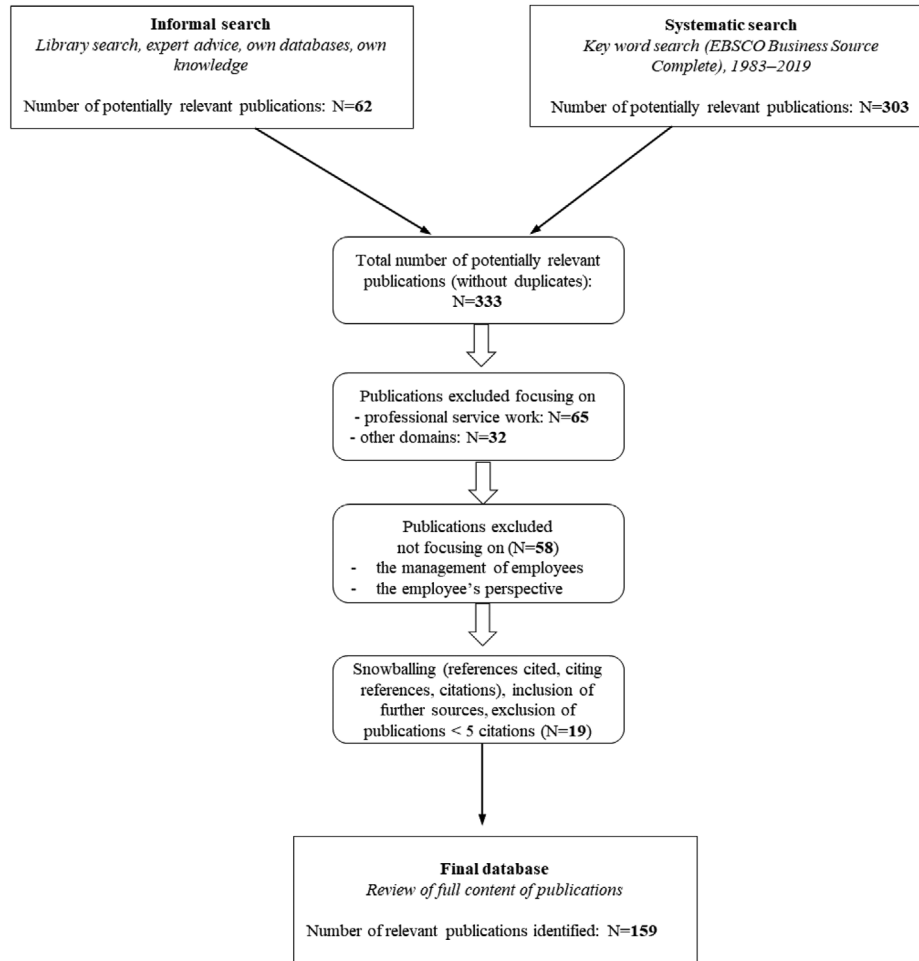 Informal search
Library search, expert advice, own databases, own
knowledge
Number of potentially relevant publications: N=62
Systematic search
Key word search (EBSCO Business Source
Complete), 1983–2019
Number of potentially relevant publications: N=303
Total number of potentially relevant
publications (without duplicates):
N=333
Publications excluded focusing on
- professional service work: N=65
- other domains: N=32
Publications excluded
not focusing on (N=58)
- the management of employees
- the employee's perspective
Snowballing (references cited, citing
references, citations), inclusion of
further sources, exclusion of
publications < 5 citations (N=19)
Final database
Review of full content of publications
Number of relevant publications identified: N=159